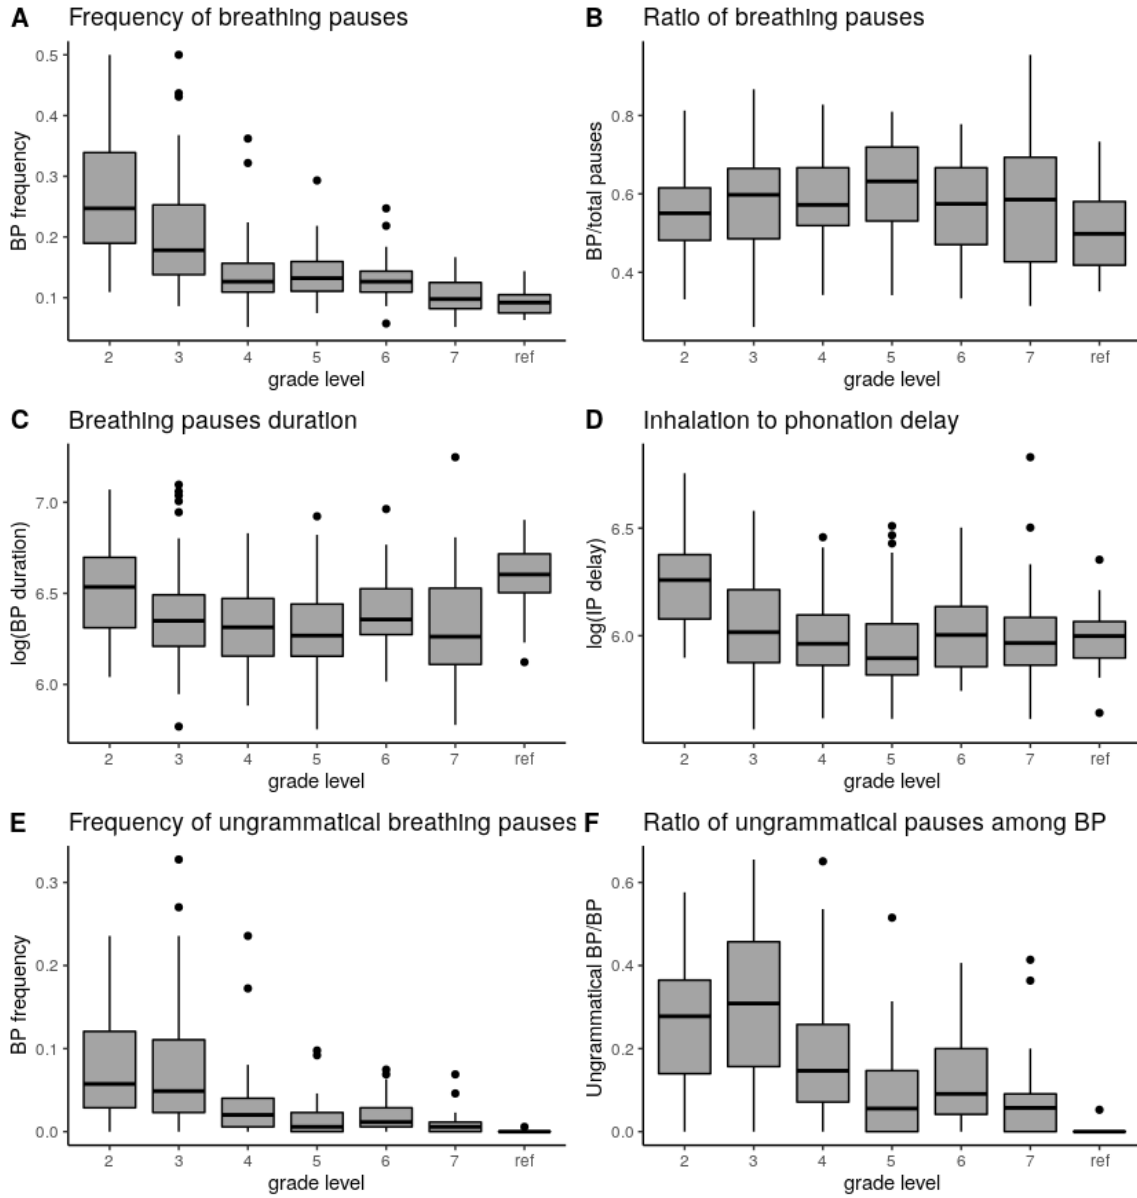 A Frequency of breathing pauses
BP frequency
0.5
0.4
0.3
0.2
0.1
2 3 4 5 6 7 ref
grade level
B Ratio of breathing pauses
BP/total pauses
0.8
0.6
0.4
2 3 4 5 6 7 ref
grade level
C Breathing pauses duration
log(BP duration)
7.0
6.5
6.0
2 3 4 5 6 7 ref
grade level
D Inhalation to phonation delay
log(IP delay)
6.5
6.0
2 3 4 5 6 7 ref
grade level
E Frequency of ungrammatical breathing pauses
BP frequency
0.3
0.2
0.1
0.0
2 3 4 5 6 7 ref
grade level
F Ratio of ungrammatical pauses among BP
Ungrammatical BP/BP
0.6
0.4
0.2
0.0
2 3 4 5 6 7 ref
grade level